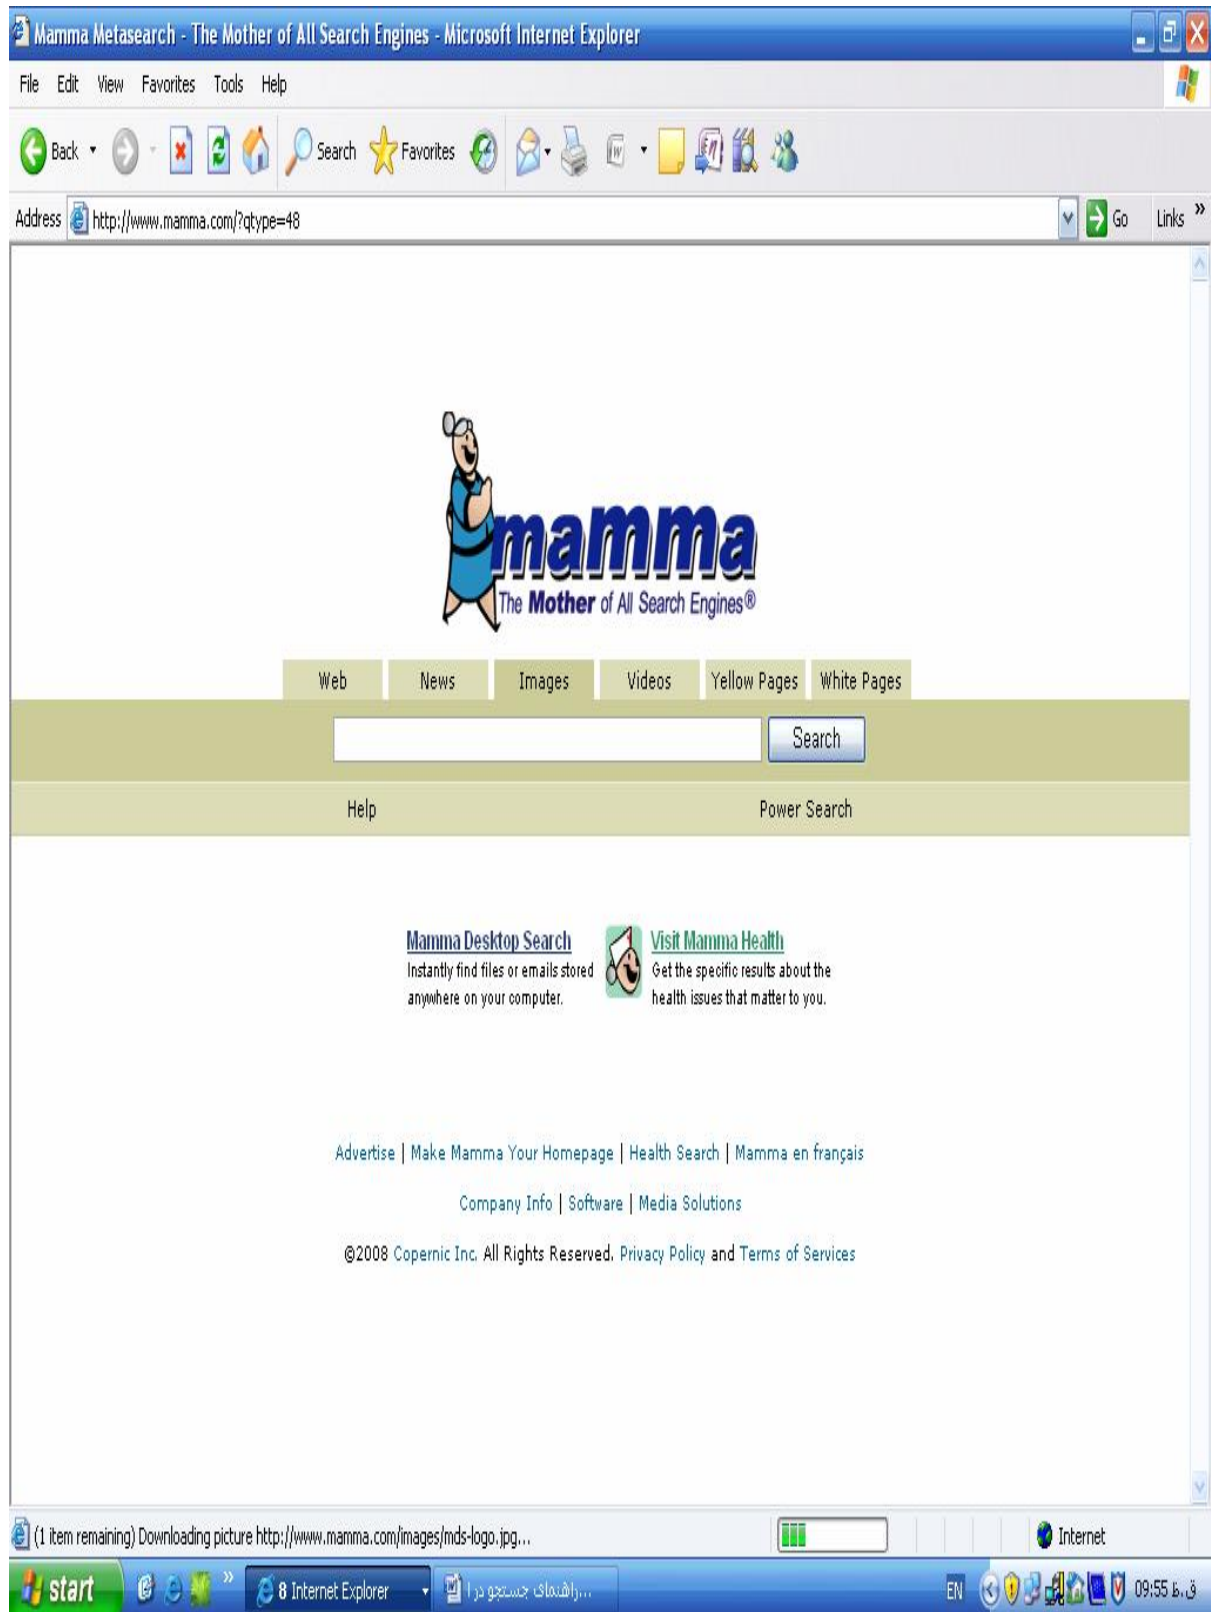 Mamma Metasearch - The Mother of All Search Engines - Microsoft Internet Explorer
File Edit View Favorites Tools Help
Back Search Favorites
Address http://www.mamma.com/?qtype=48 Go Links »
mamma
The Mother of All Search Engines®
Web News Images Videos Yellow Pages White Pages
Search
Help Power Search
Mamma Desktop Search
Instantly find files or emails stored
anywhere on your computer.
Visit Mamma Health
Get the specific results about the
health issues that matter to you.
Advertise | Make Mamma Your Homepage | Health Search | Mamma en français
Company Info | Software | Media Solutions
©2008 Copernic Inc. All Rights Reserved. Privacy Policy and Terms of Services
(1 item remaining) Downloading picture http://www.mamma.com/images/mds-logo.jpg... Internet
start » 8 Internet Explorer راهنمای جستجو در ا... EN 09:55 ق.ظ